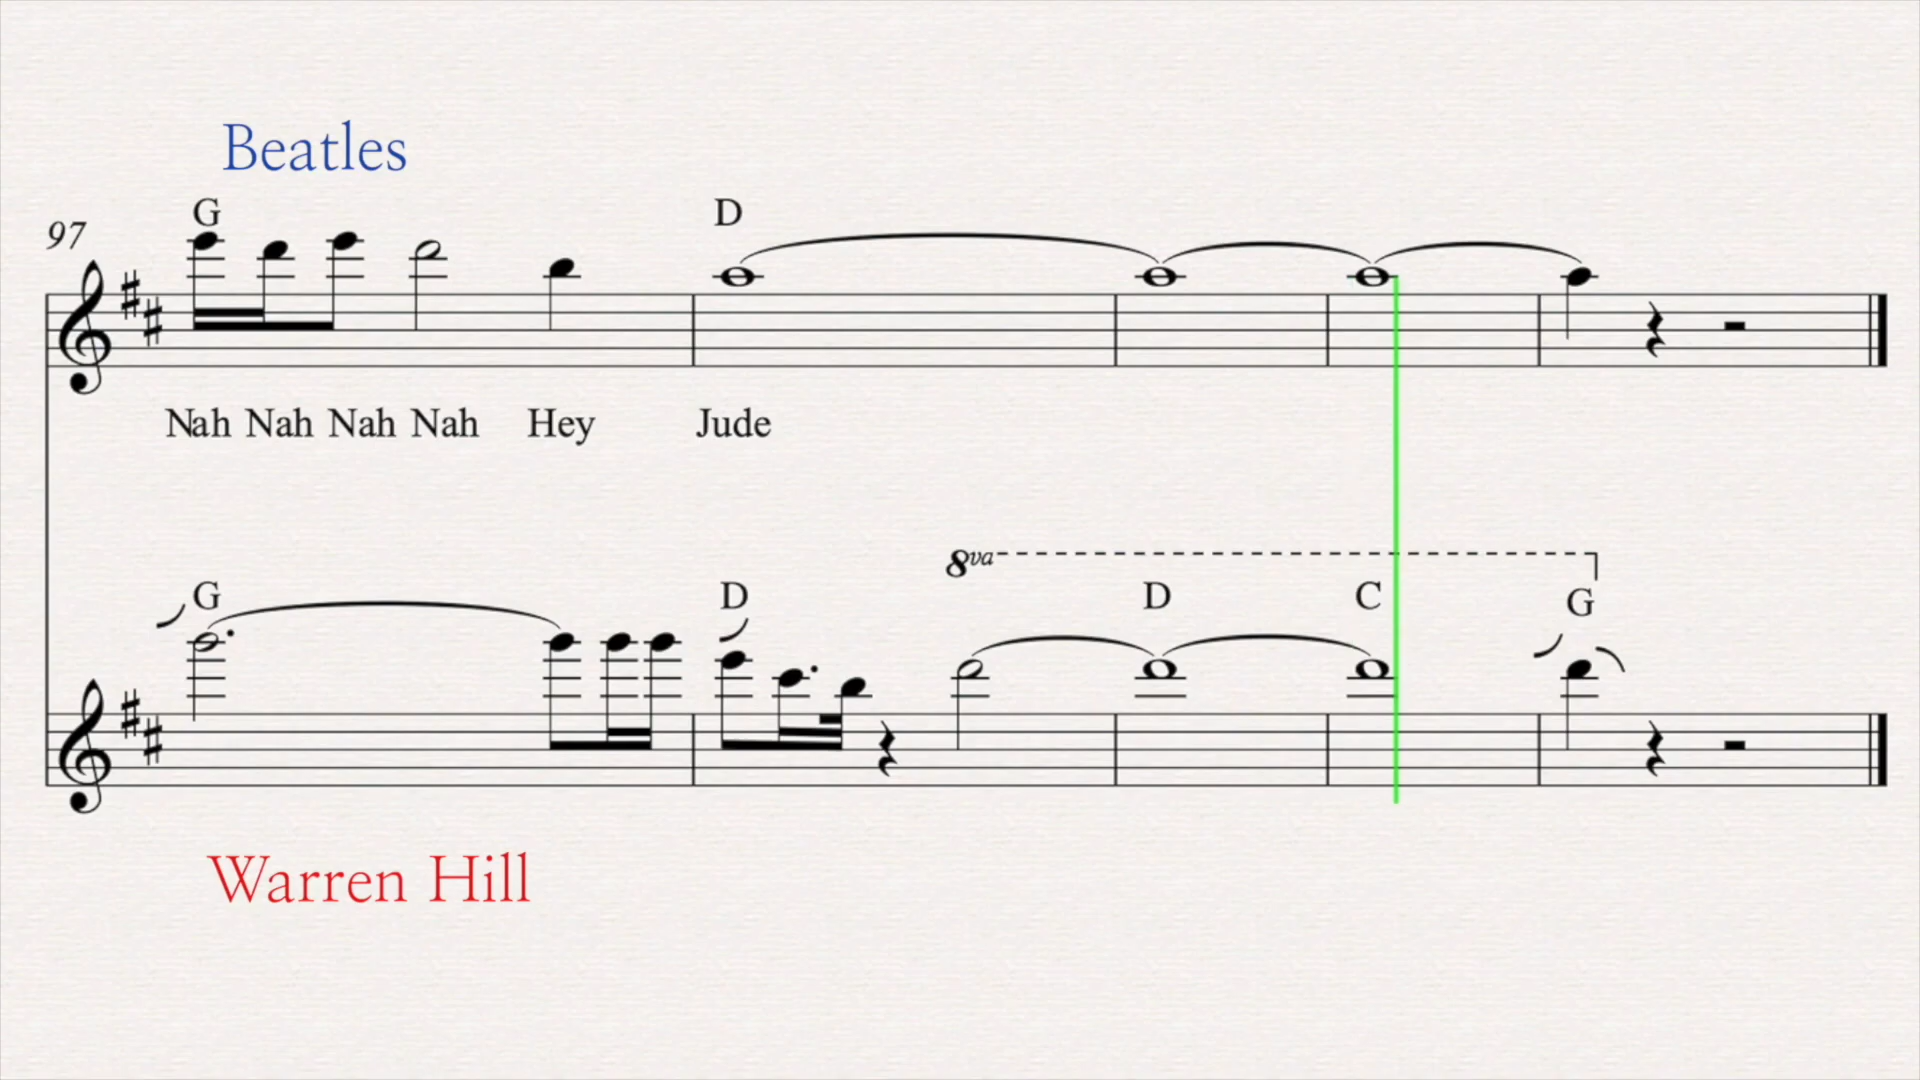 Beatles
G D
97
Nah Nah Nah Nah Hey Jude
8va
G D D C G
Warren Hill